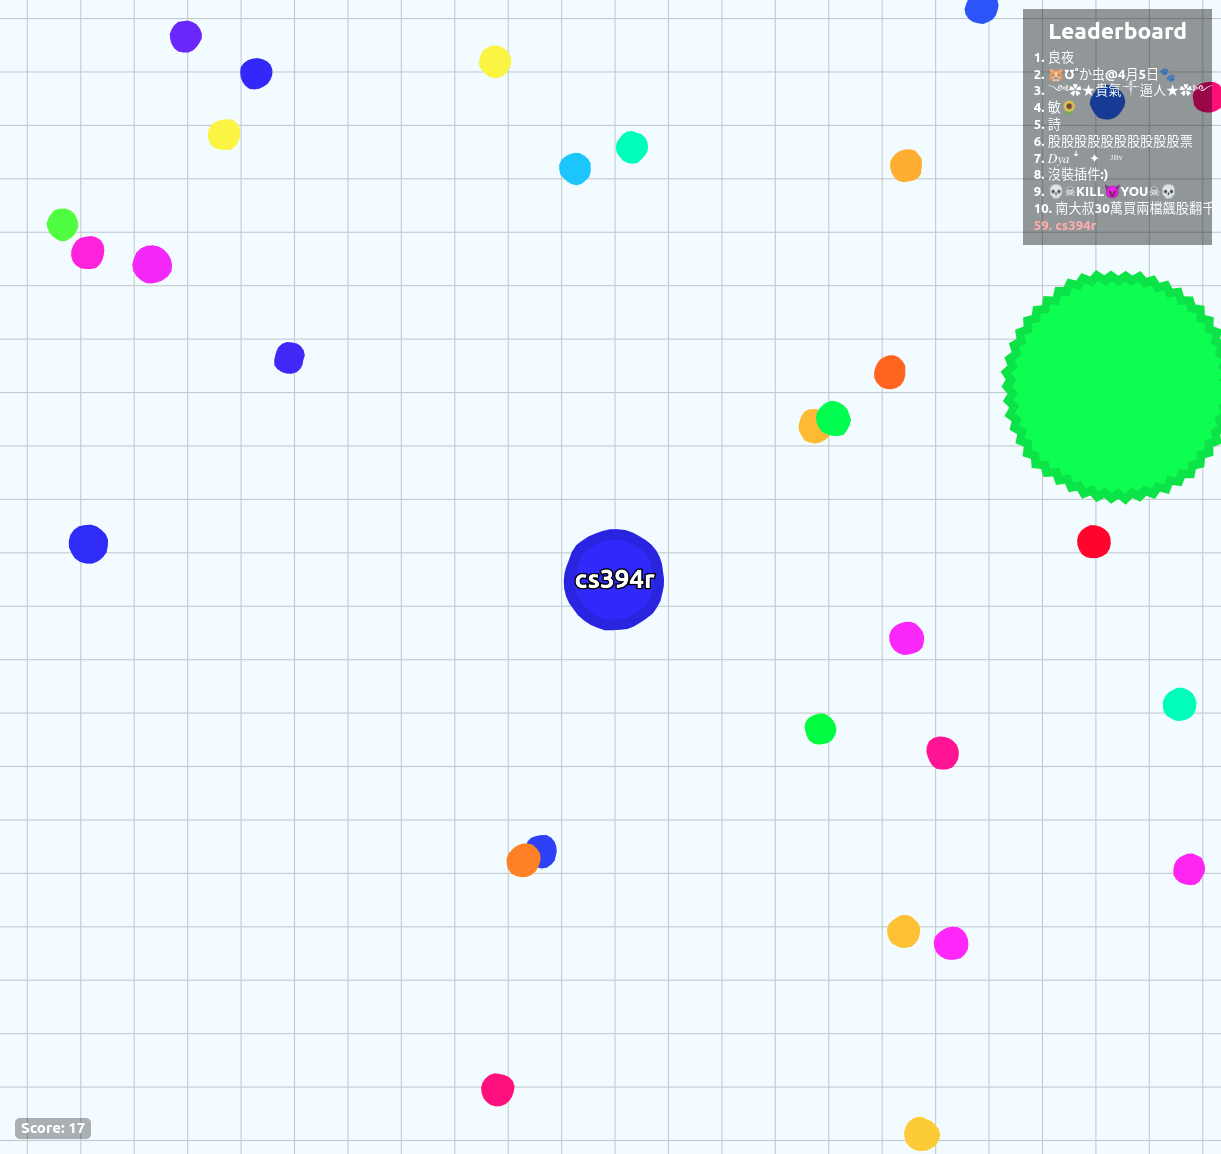 Leaderboard
1. 良夜
2. 🐹Ʊ˚か虫@4月5日🐾
3. ༺✿★貴氣 逼人★✿༻
4. 敏🌻
5. 詩
6. 股股股股股股股股股股票
7. Dya ✦ ᴶᴮⱽ
8. 沒裝插件:)
9. 💀☠KILL😈YOU☠💀
10. 南大叔30萬買兩檔飆股翻千
59. cs394r
cs394r
Score: 17